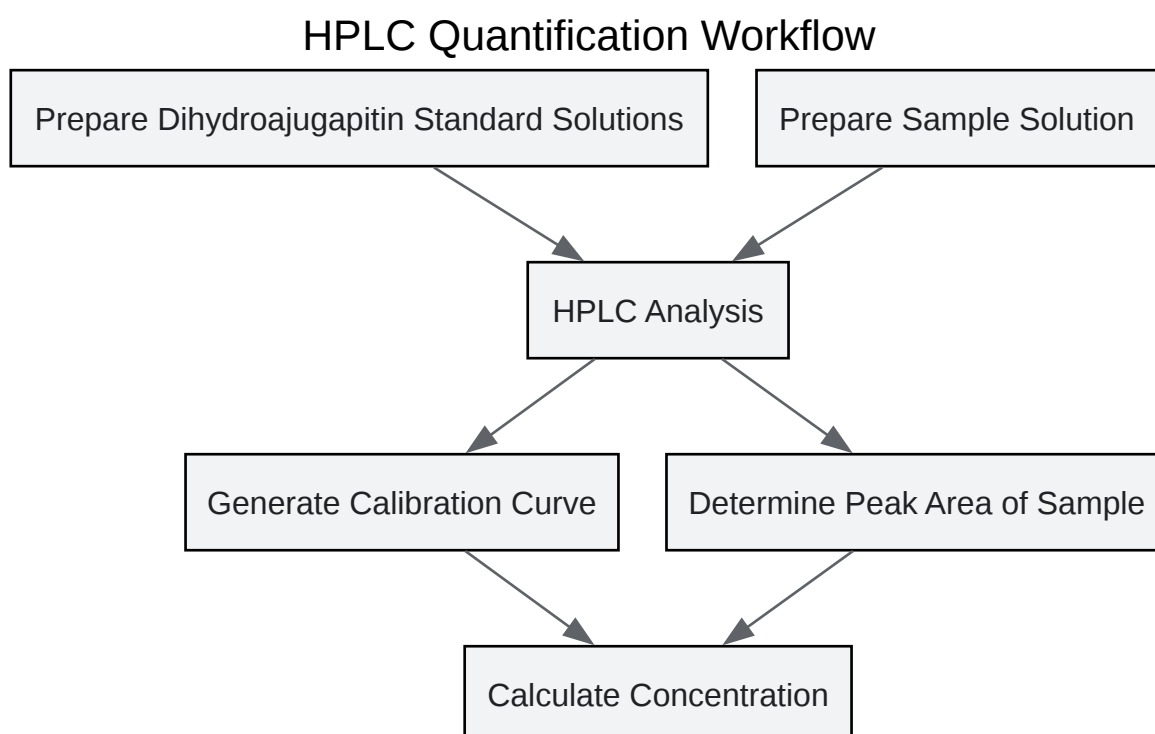 HPLC Quantification Workflow
Prepare Dihydroajugapitin Standard Solutions
Prepare Sample Solution
HPLC Analysis
Generate Calibration Curve
Determine Peak Area of Sample
Calculate Concentration